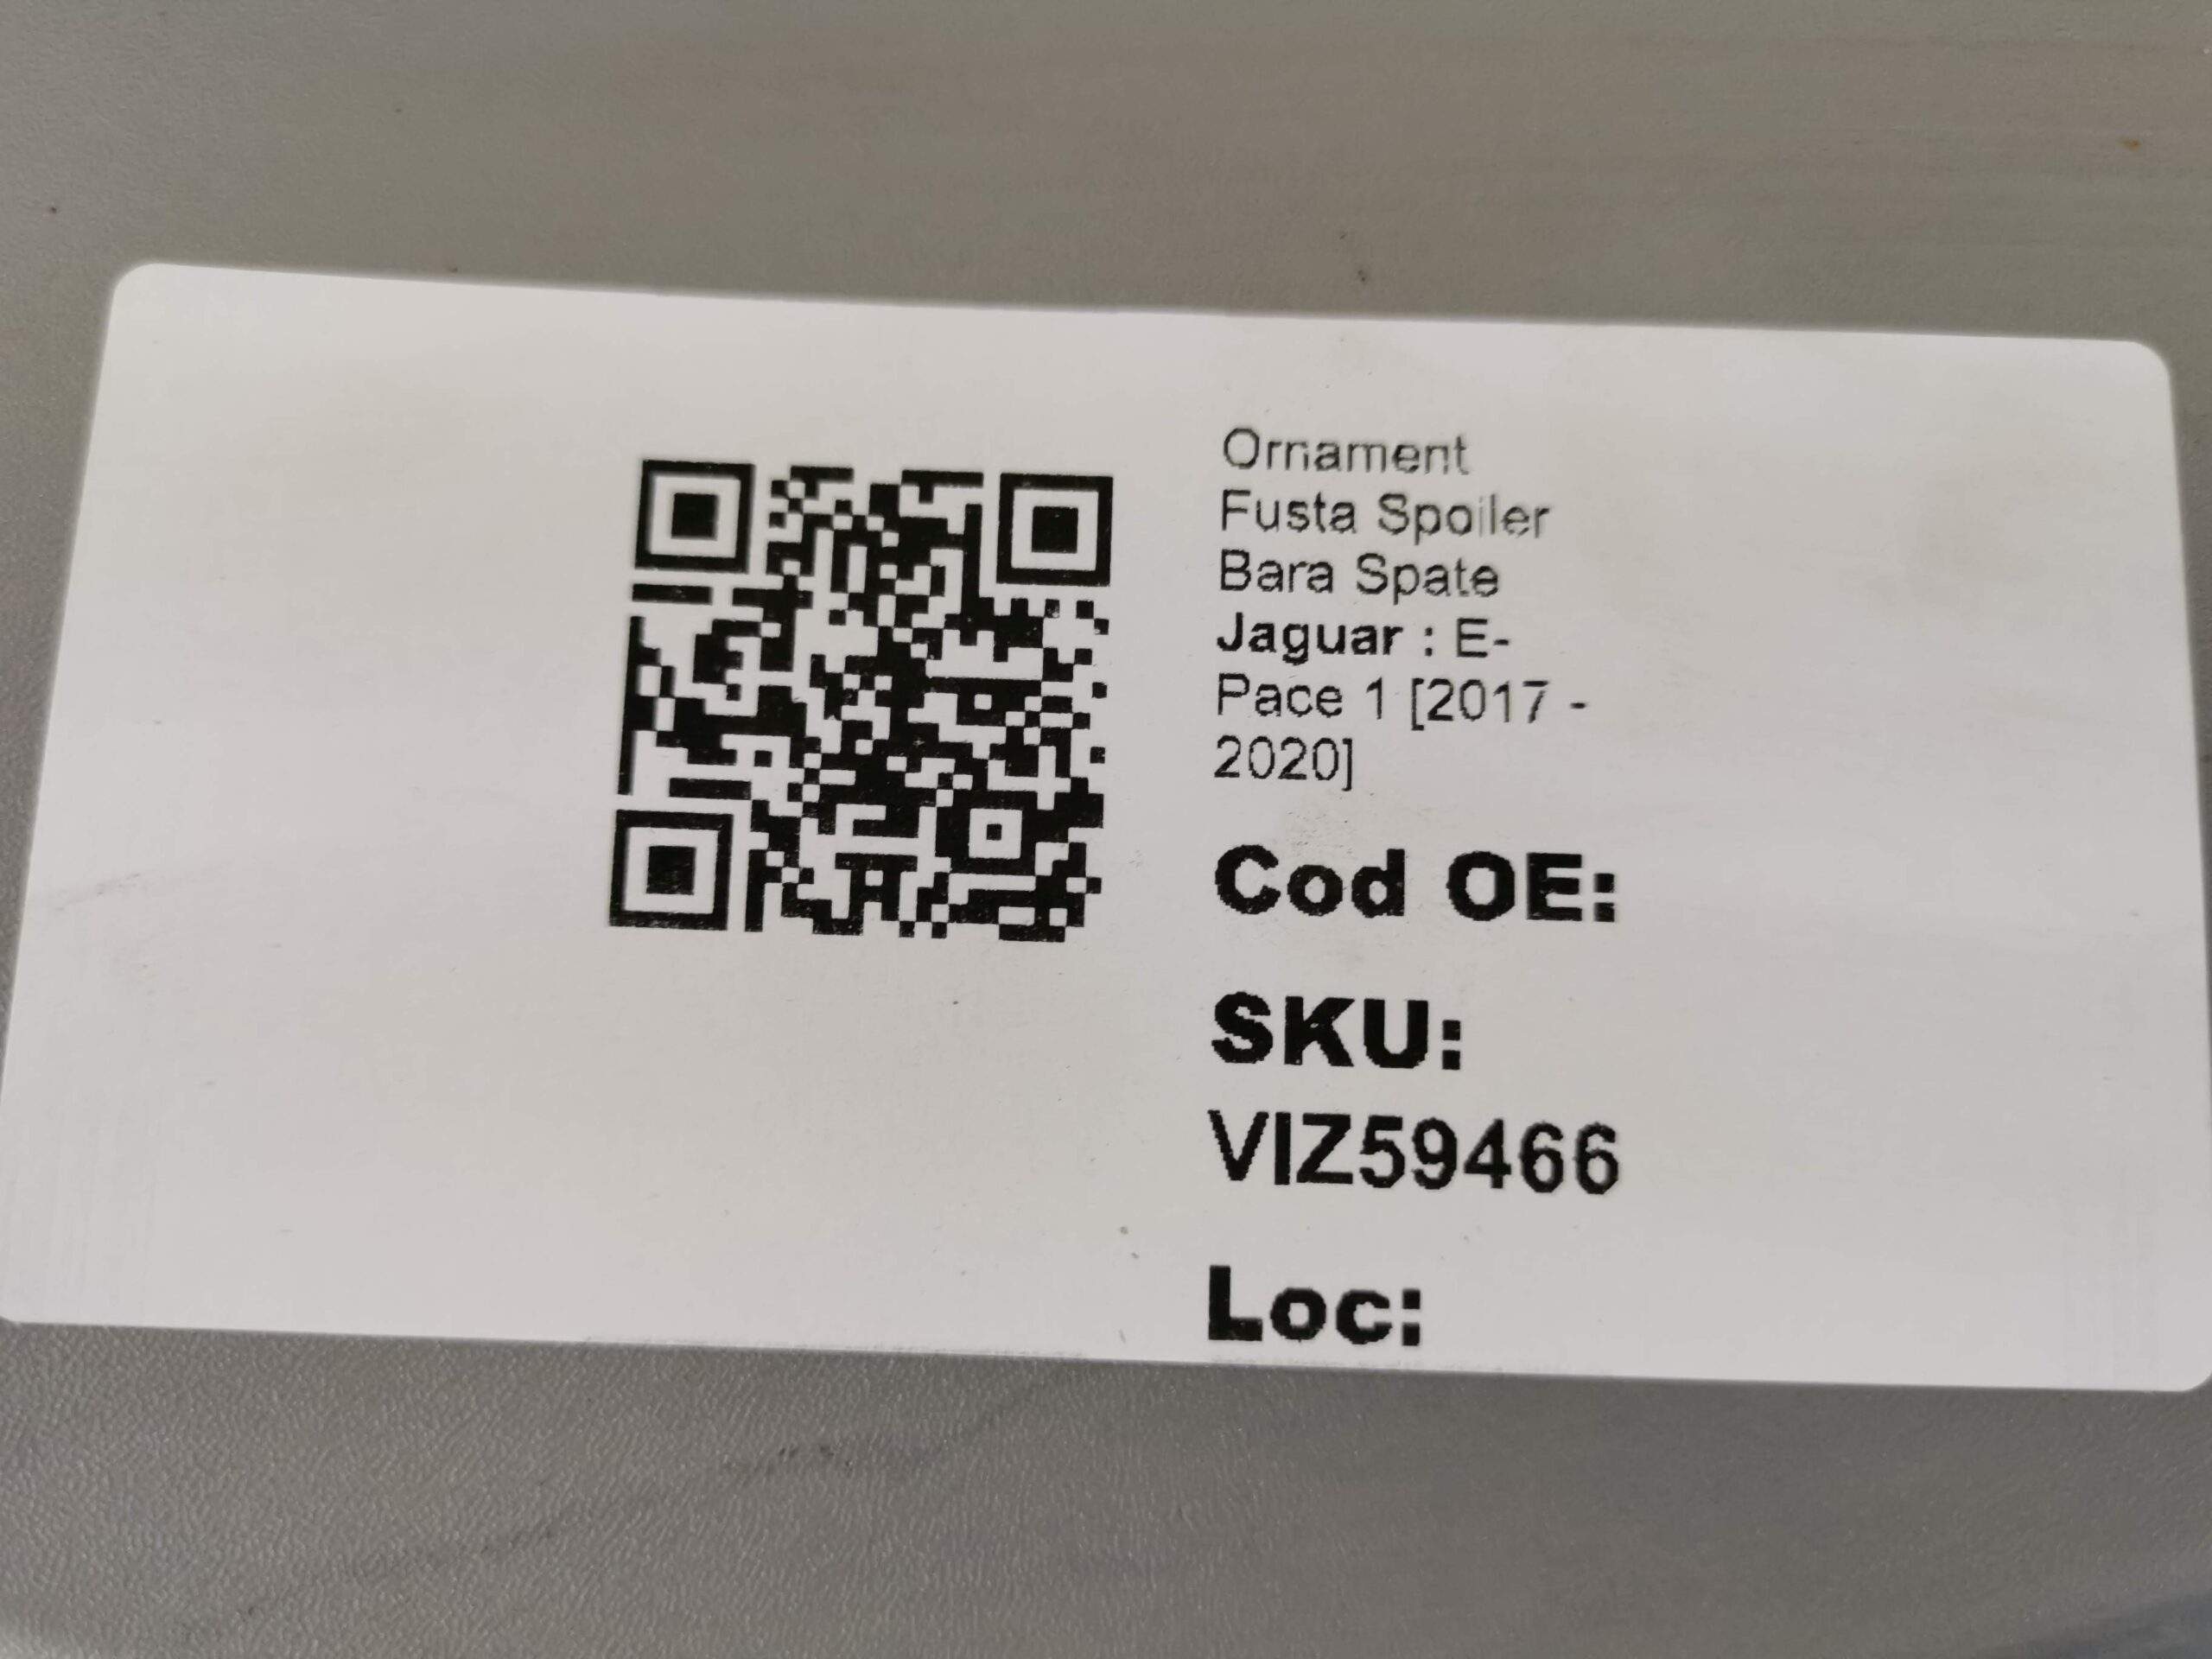 Ornament
Fusta Spoiler
Bara Spate
Jaguar : E-
Pace 1 [2017 -
2020]
Cod OE:
SKU:
VIZ59466
Loc: